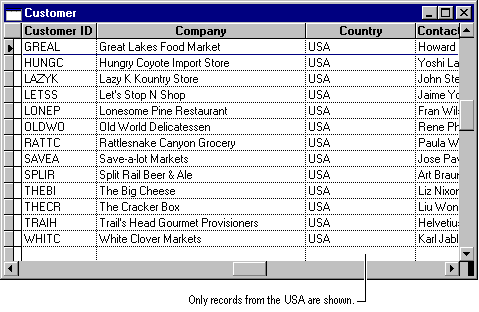 Customer
Customer ID Company Country Contac
GREAL Great Lakes Food Market USA Howard
HUNGC Hungry Coyote Import Store USA Yoshi La
LAZYK Lazy K Kountry Store USA John Ste
LETSS Let's Stop N Shop USA Jaime Yo
LONEP Lonesome Pine Restaurant USA Fran Wils
OLDWO Old World Delicatessen USA Rene Ph
RATTC Rattlesnake Canyon Grocery USA Paula W
SAVEA Save-a-lot Markets USA Jose Pav
SPLIR Split Rail Beer & Ale USA Art Braun
THEBI The Big Cheese USA Liz Nixon
THECR The Cracker Box USA Liu Won
TRAIH Trail's Head Gourmet Provisioners USA Helvetiu
WHITC White Clover Markets USA Karl Jabl
Only records from the USA are shown.